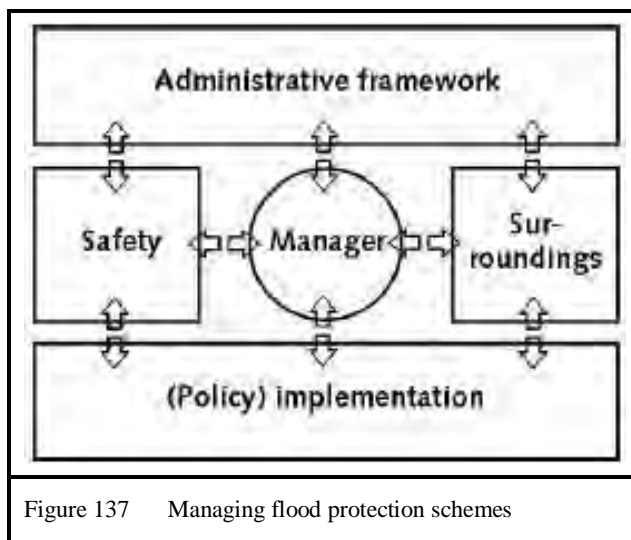 Administrative framework
Safety
Manager
Sur-
roundings
(Policy) implementation
Figure 137 Managing flood protection schemes